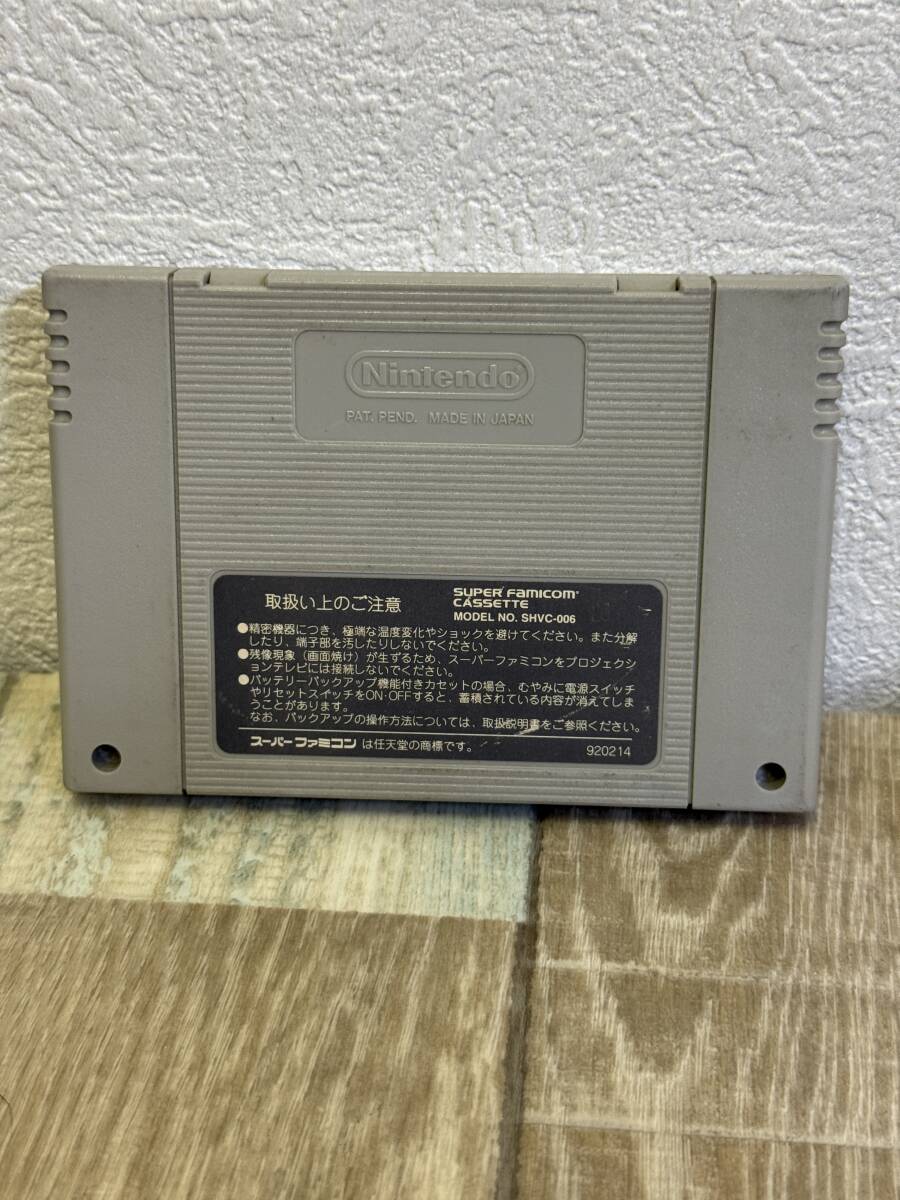 Nintendo
PAT. PEND. MADE IN JAPAN
取扱い上のご注意
SUPER FAMICOM
CASSETTE
MODEL NO. SHVC-006
●精密機器につき、極端な温度変化やショックを避けてください。また分解
したり、端子部を汚したりしないでください。
●残像現象（画面焼け）が生ずるため、スーパーファミコンをプロジェクシ
ョンテレビには接続しないでください。
●バッテリーバックアップ機能付きカセットの場合、むやみに電源スイッチ
やリセットスイッチをON・OFFすると、蓄積されている内容が消えてしま
うことがあります。
なお、バックアップの操作方法については、取扱説明書をご参照ください。
スーパーファミコン は任天堂の商標です。
920214